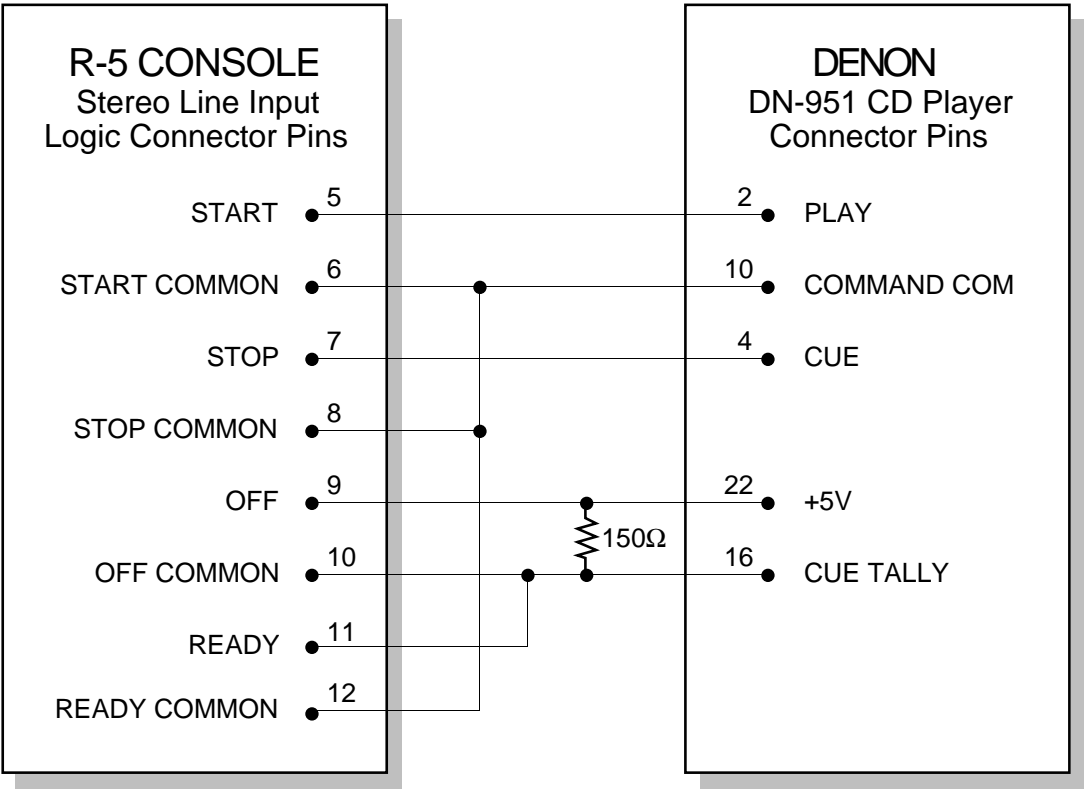 R-5 CONSOLE
Stereo Line Input
Logic Connector Pins
START 5
START COMMON 6
STOP 7
STOP COMMON 8
OFF 9
OFF COMMON 10
READY 11
READY COMMON 12
150Ω
DENON
DN-951 CD Player
Connector Pins
2 PLAY
10 COMMAND COM
4 CUE
22 +5V
16 CUE TALLY